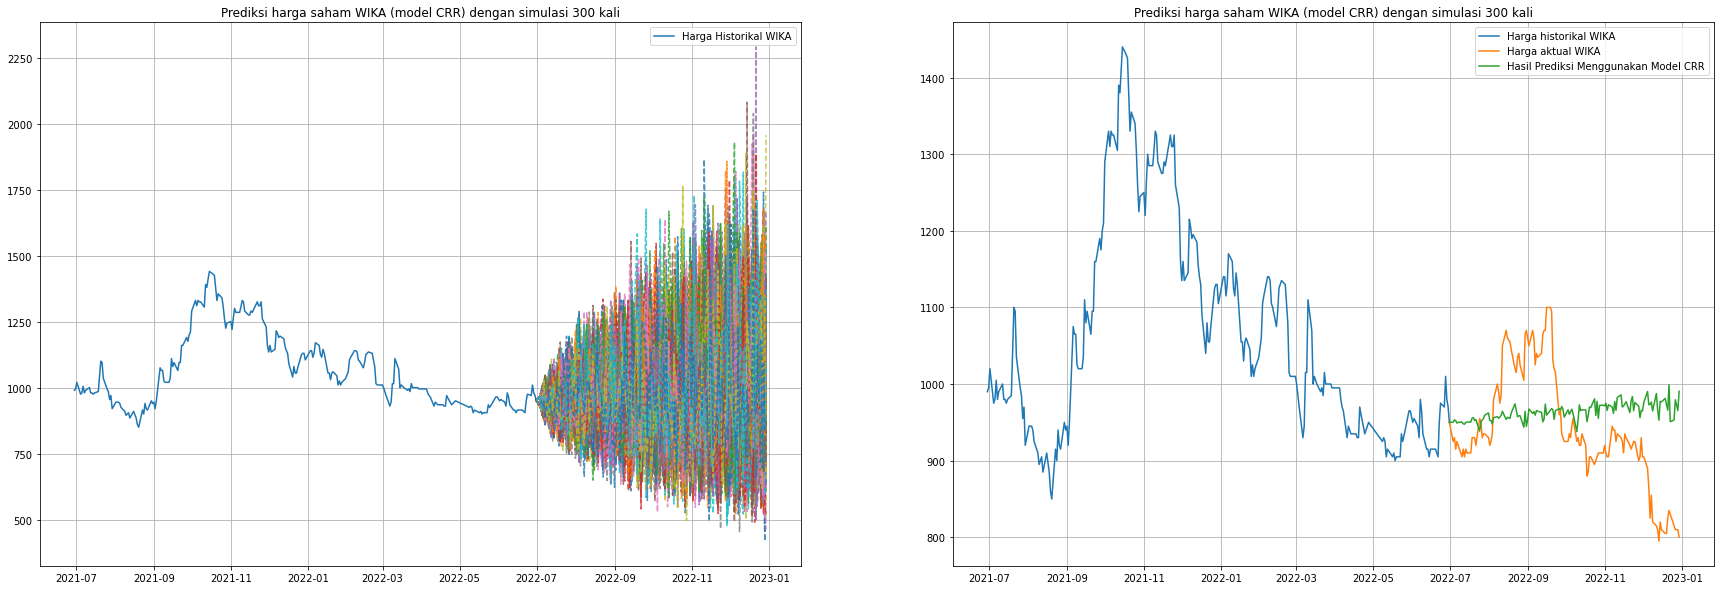 Prediksi harga saham WIKA (model CRR) dengan simulasi 300 kali
Harga Historikal WIKA
2250
2000
1750
1500
1250
1000
750
500
2021-07 2021-09 2021-11 2022-01 2022-03 2022-05 2022-07 2022-09 2022-11 2023-01
Prediksi harga saham WIKA (model CRR) dengan simulasi 300 kali
Harga historikal WIKA
Harga aktual WIKA
Hasil Prediksi Menggunakan Model CRR
1400
1300
1200
1100
1000
900
800
2021-07 2021-09 2021-11 2022-01 2022-03 2022-05 2022-07 2022-09 2022-11 2023-01